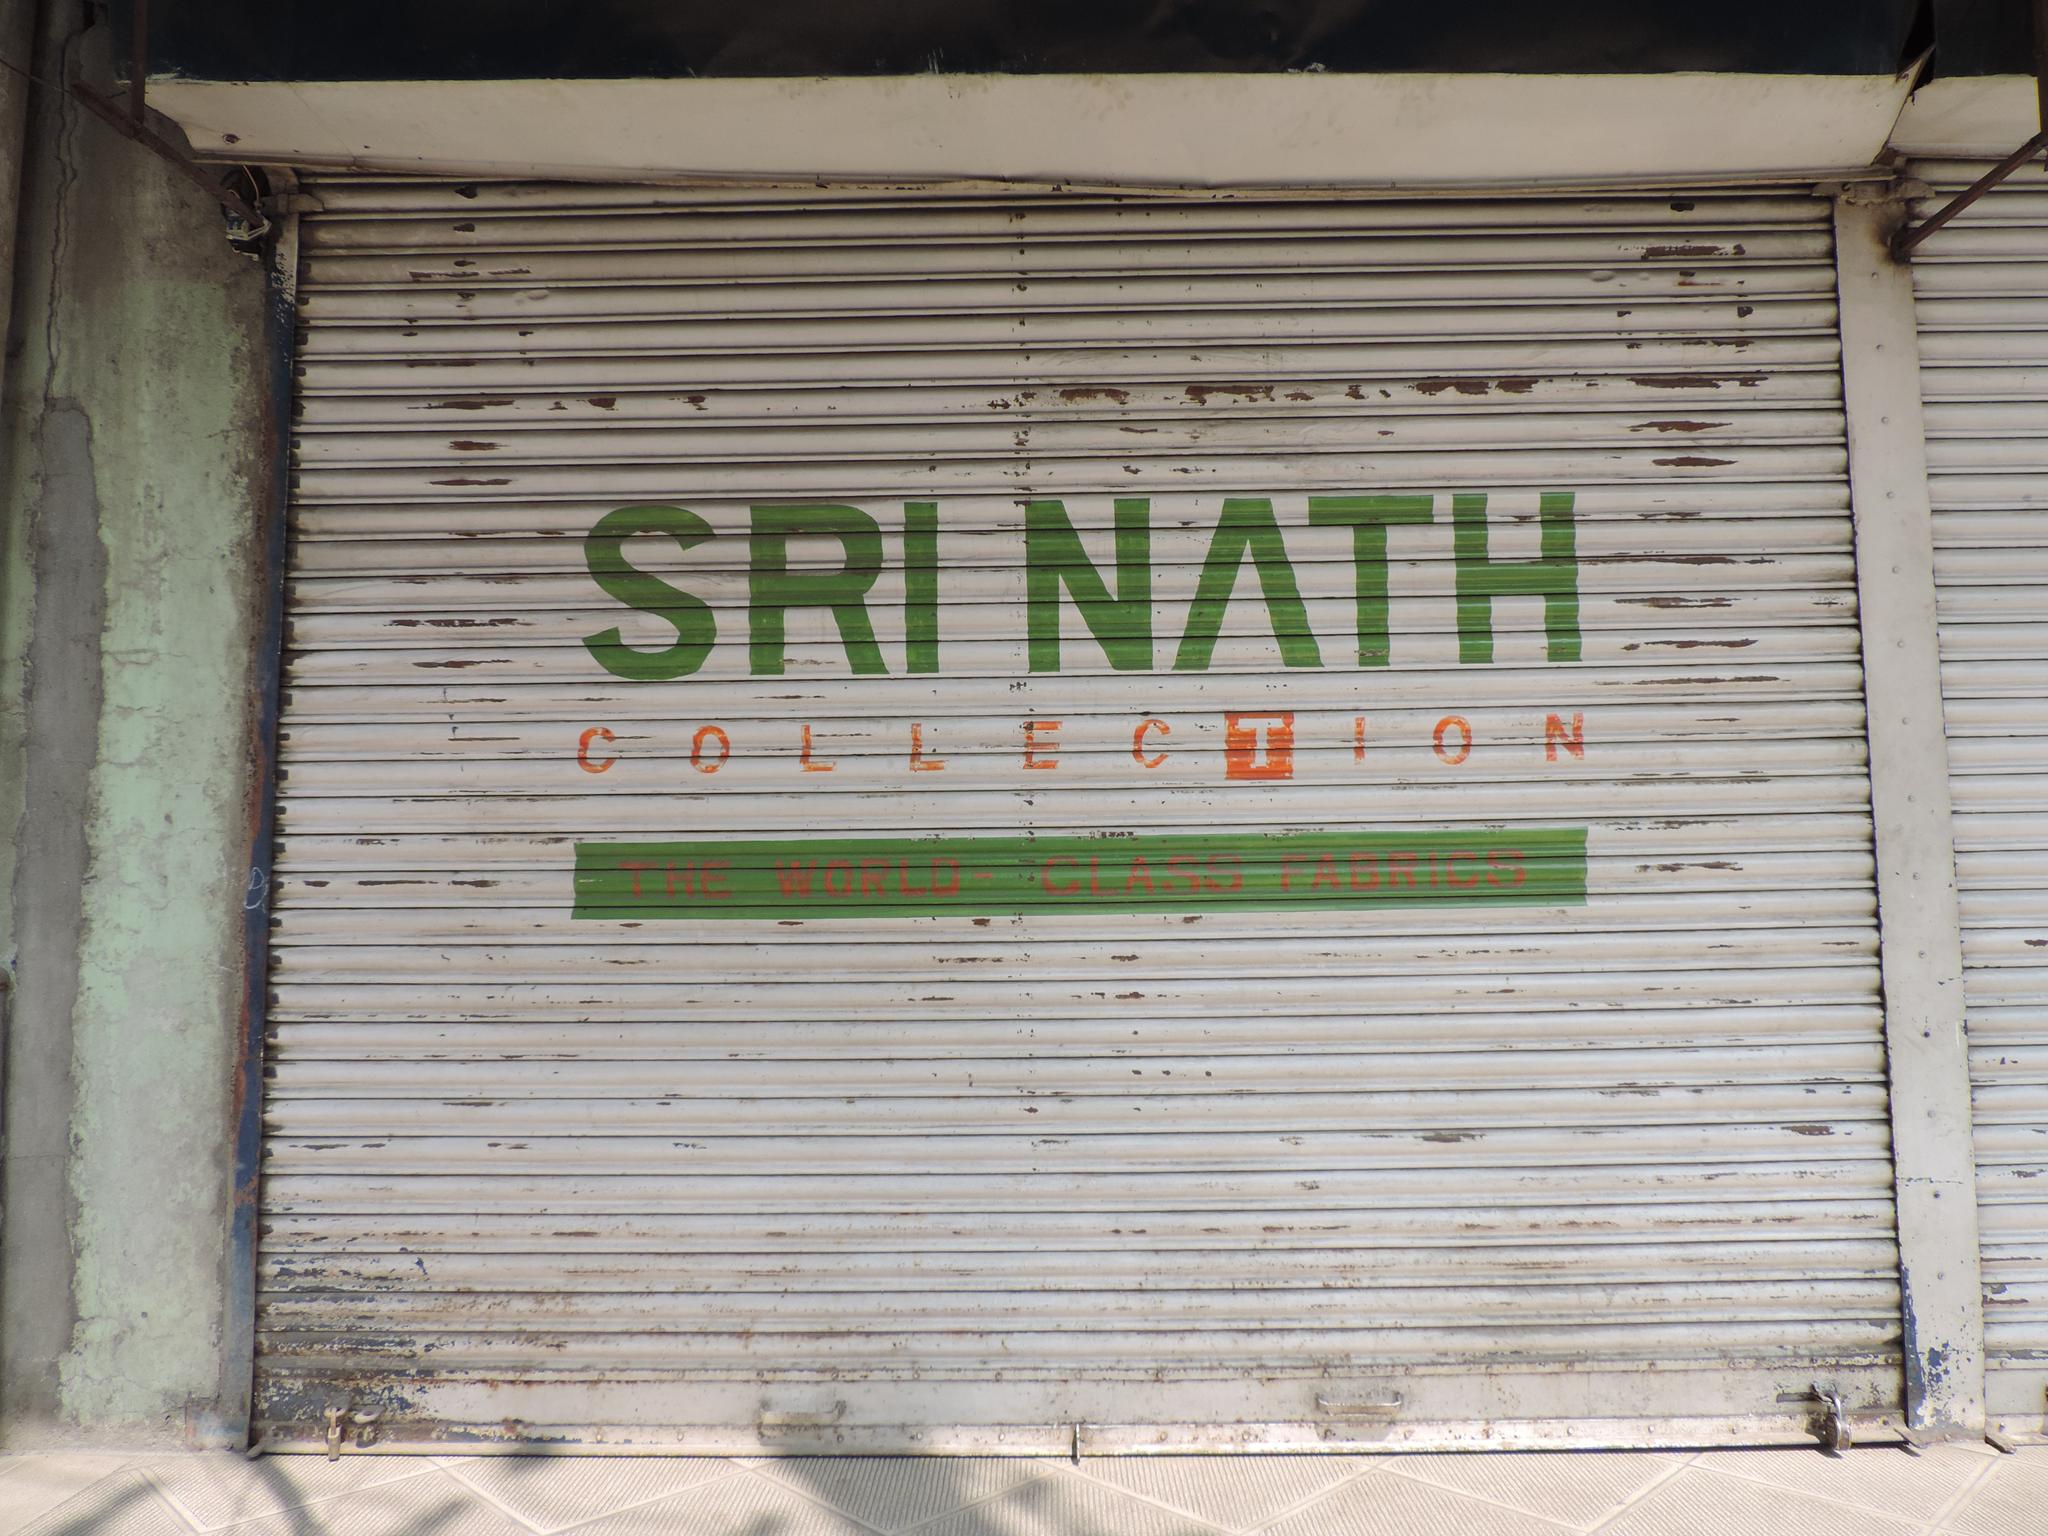 SRI NATH
COLLECTION
THE WORLD- CLASS FABRICS